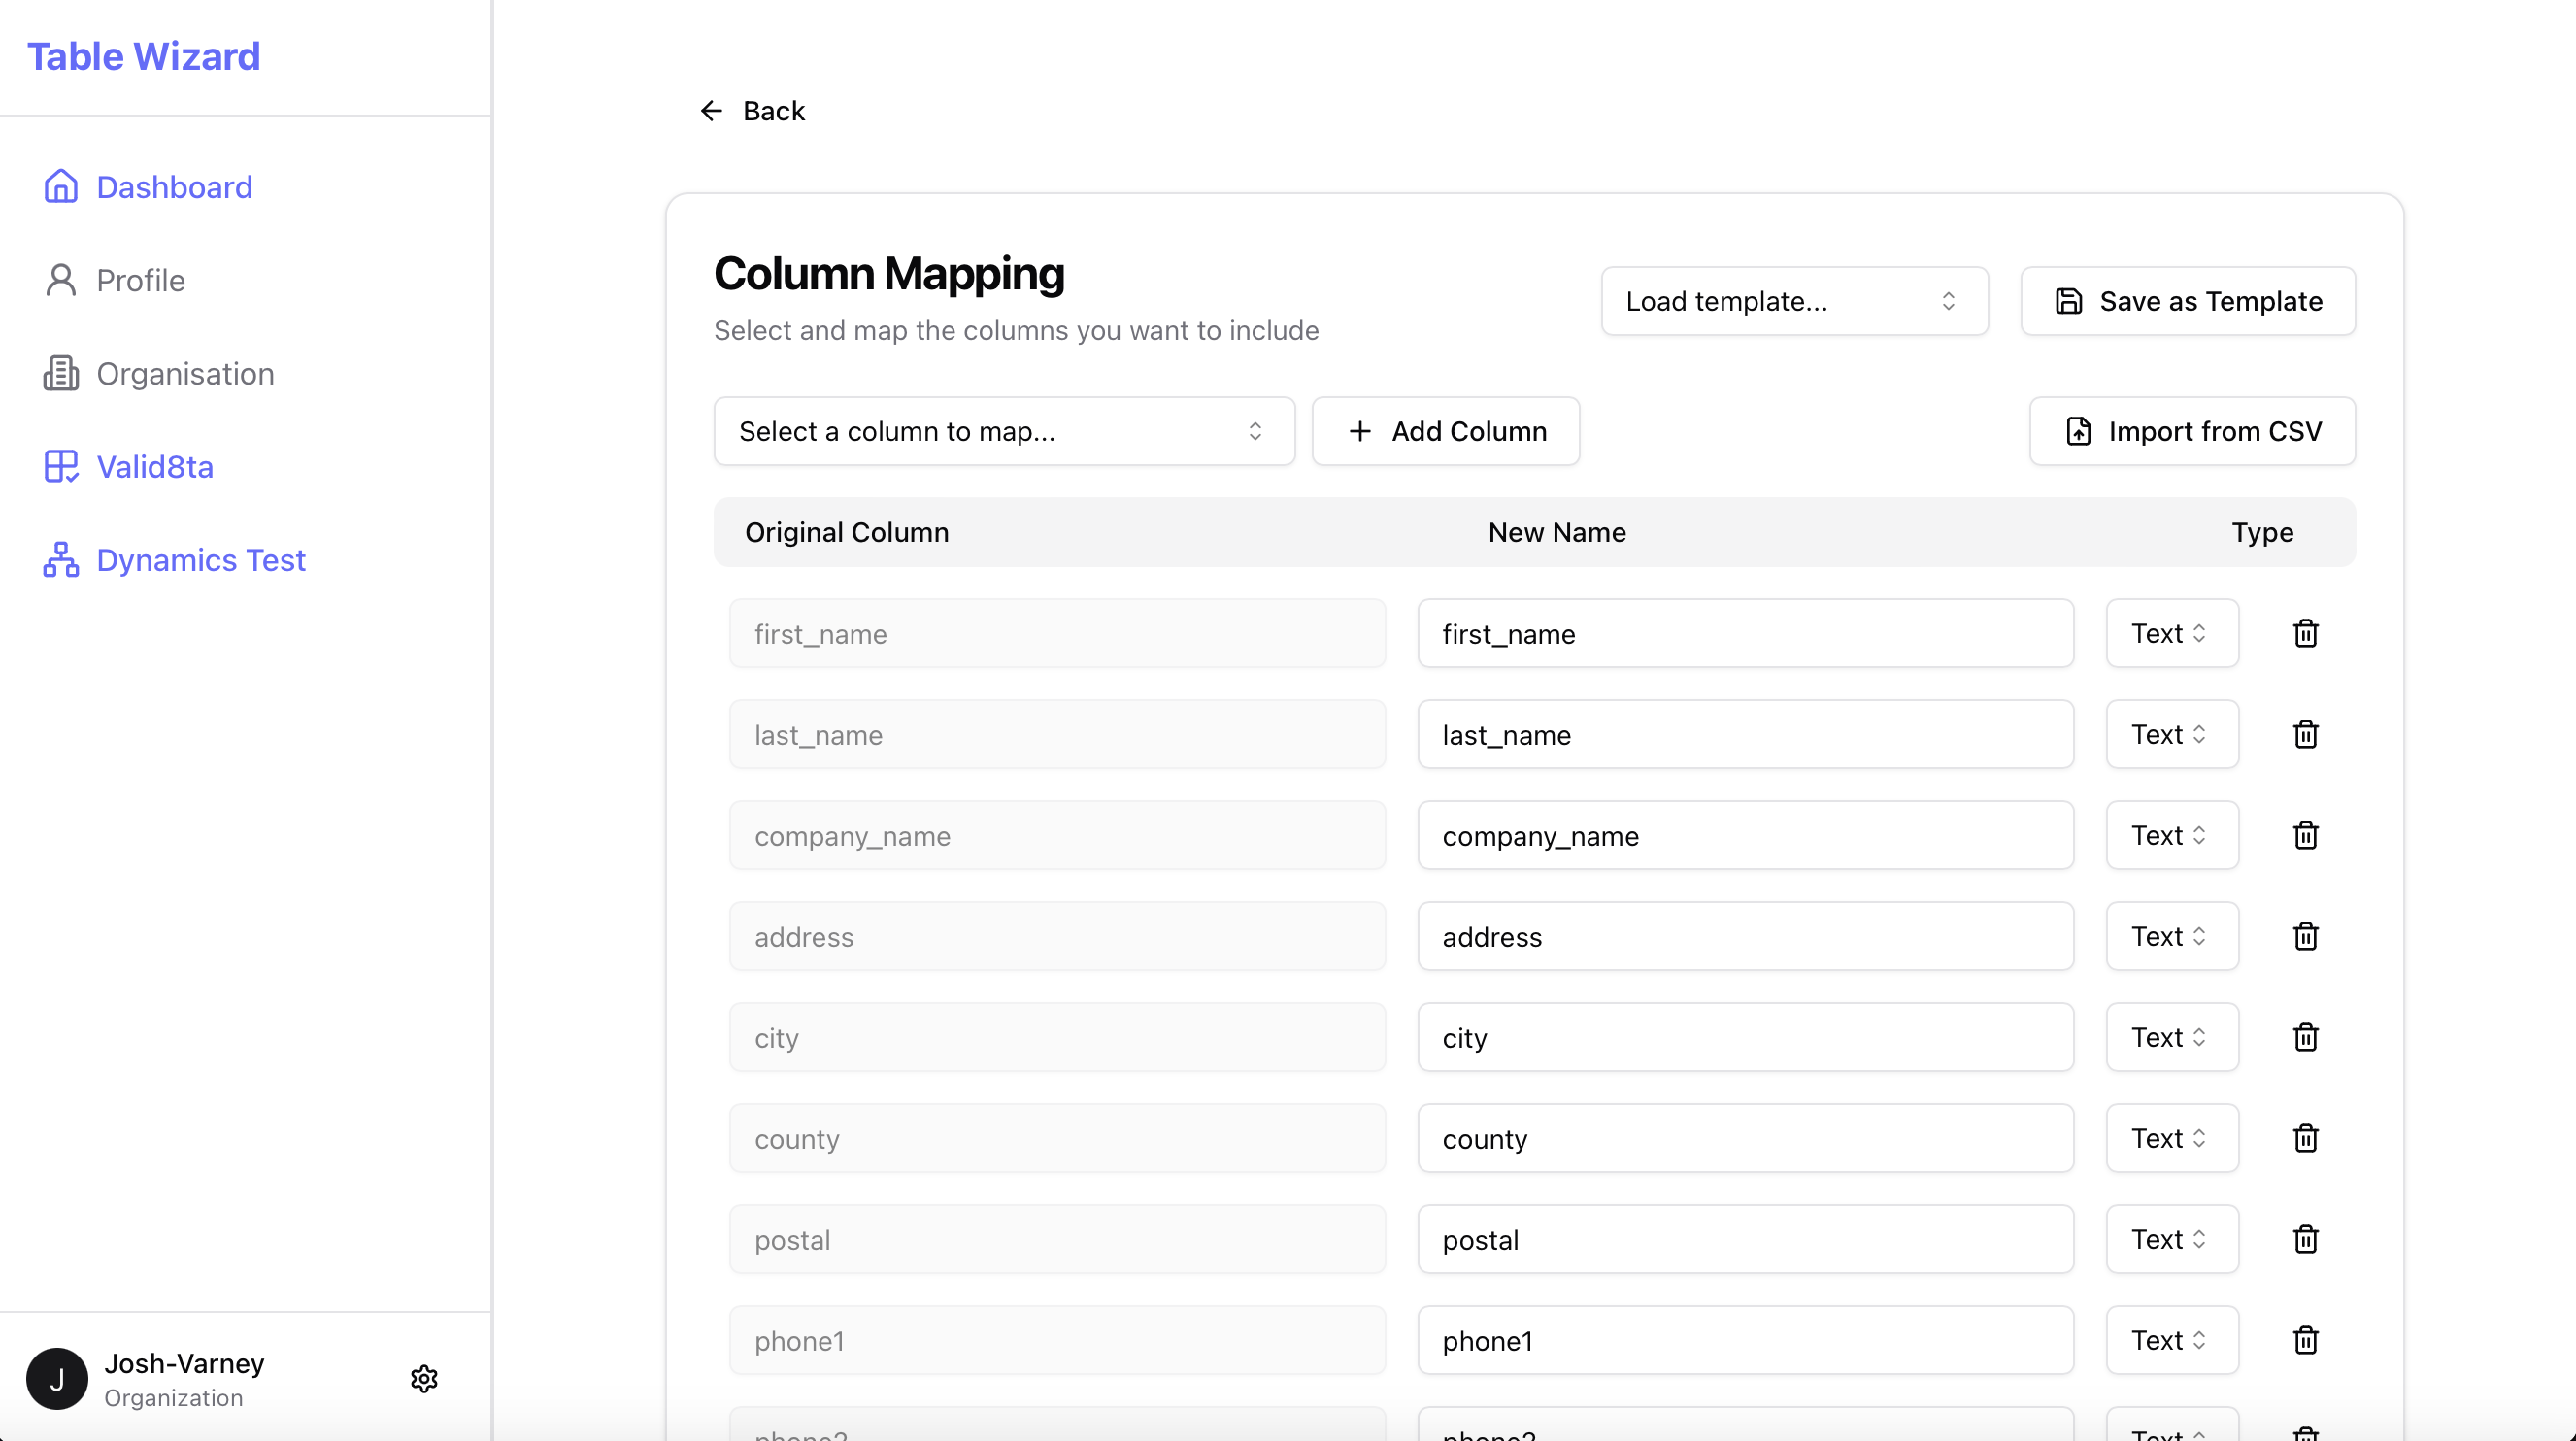 Table Wizard
Dashboard
Profile
Organisation
Valid8ta
Dynamics Test
J
Josh-Varney
Organization
Back
Column Mapping
Select and map the columns you want to include
Load template...
Save as Template
Select a column to map...
Add Column
Import from CSV
Original Column New Name Type
first_name first_name Text
last_name last_name Text
company_name company_name Text
address address Text
city city Text
county county Text
postal postal Text
phone1 phone1 Text
phone2 phone2 Text